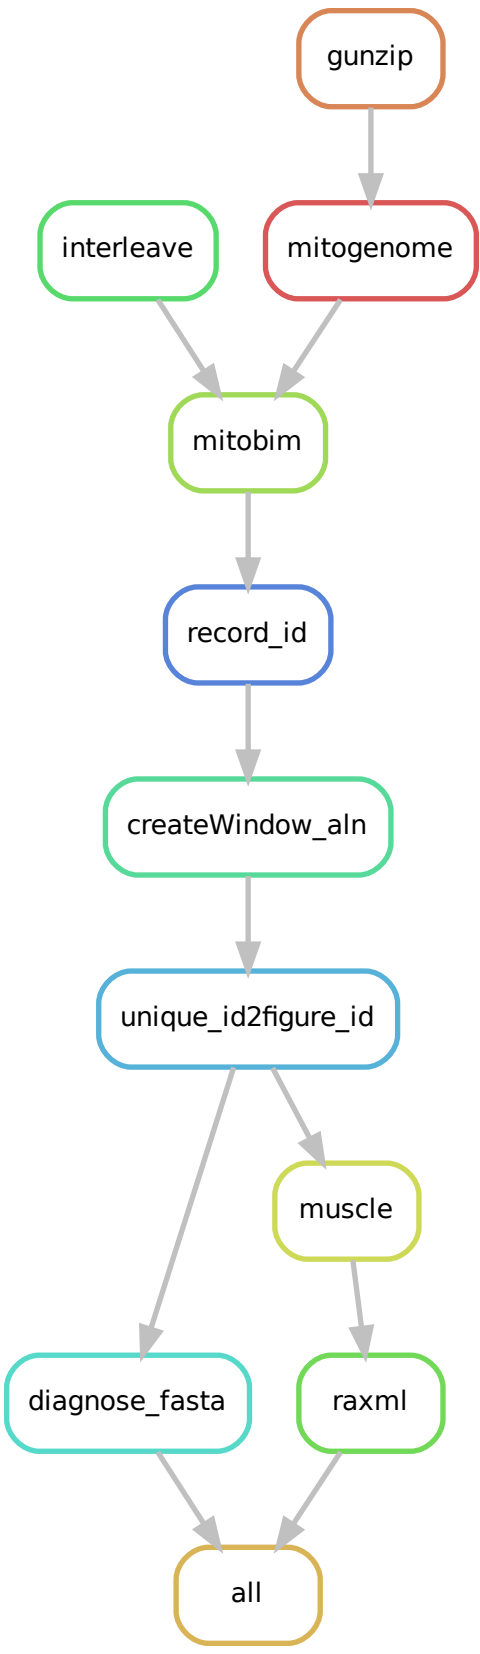 gunzip
interleave
mitogenome
mitobim
record_id
createWindow_aln
unique_id2figure_id
muscle
diagnose_fasta
raxml
all